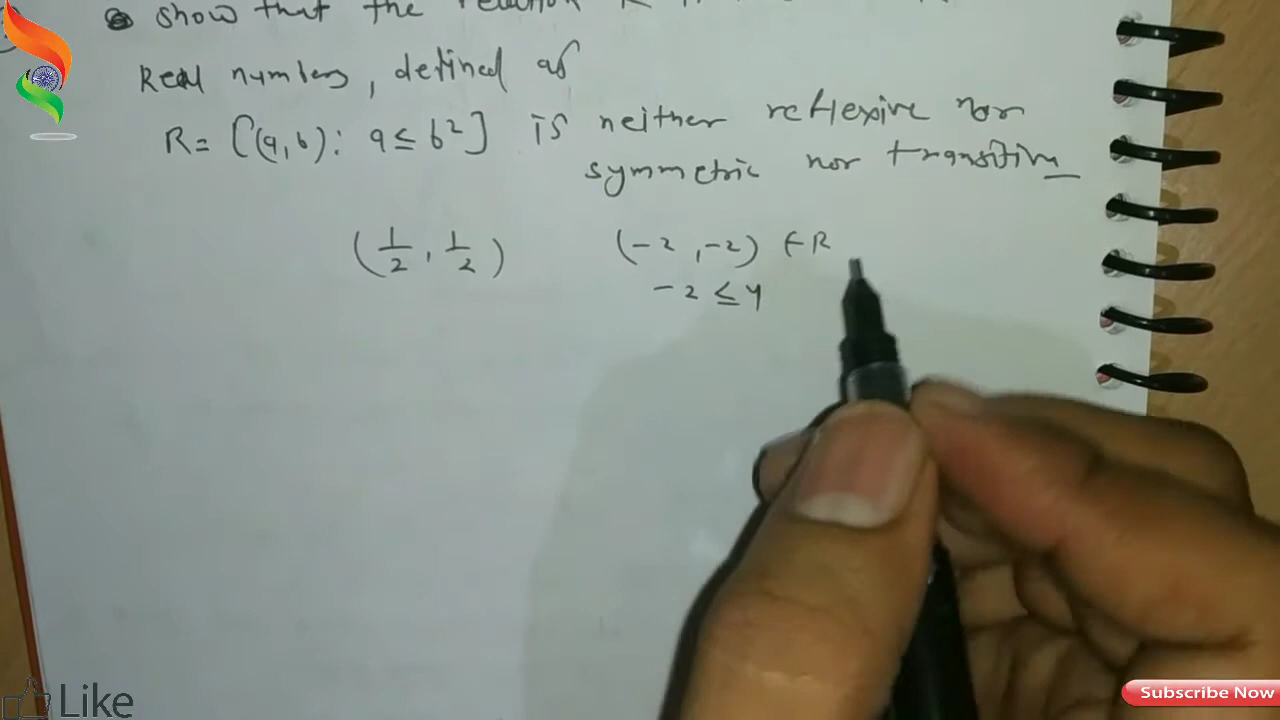 show that the relation R
Real numbers, defined as
R = [(a,b): a ≤ b²] is neither reflexive nor
symmetric nor transitive
(1/2, 1/2) (-2, -2) ∈ R
-2 ≤ 4
Like
Subscribe Now